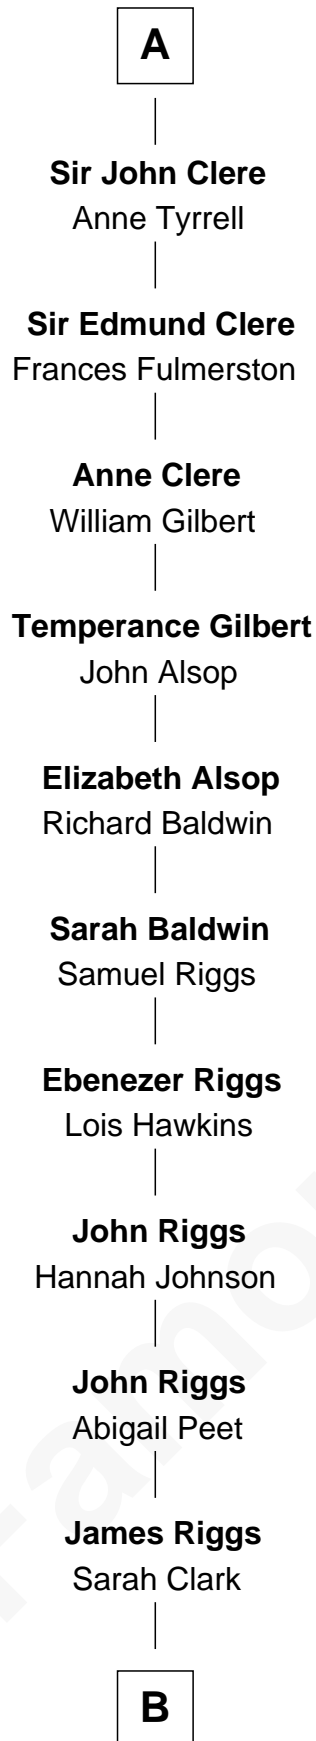 A
Sir John Clere
Anne Tyrrell
Sir Edmund Clere
Frances Fulmerston
Anne Clere
William Gilbert
Temperance Gilbert
John Alsop
Elizabeth Alsop
Richard Baldwin
Sarah Baldwin
Samuel Riggs
Ebenezer Riggs
Lois Hawkins
John Riggs
Hannah Johnson
John Riggs
Abigail Peet
James Riggs
Sarah Clark
B